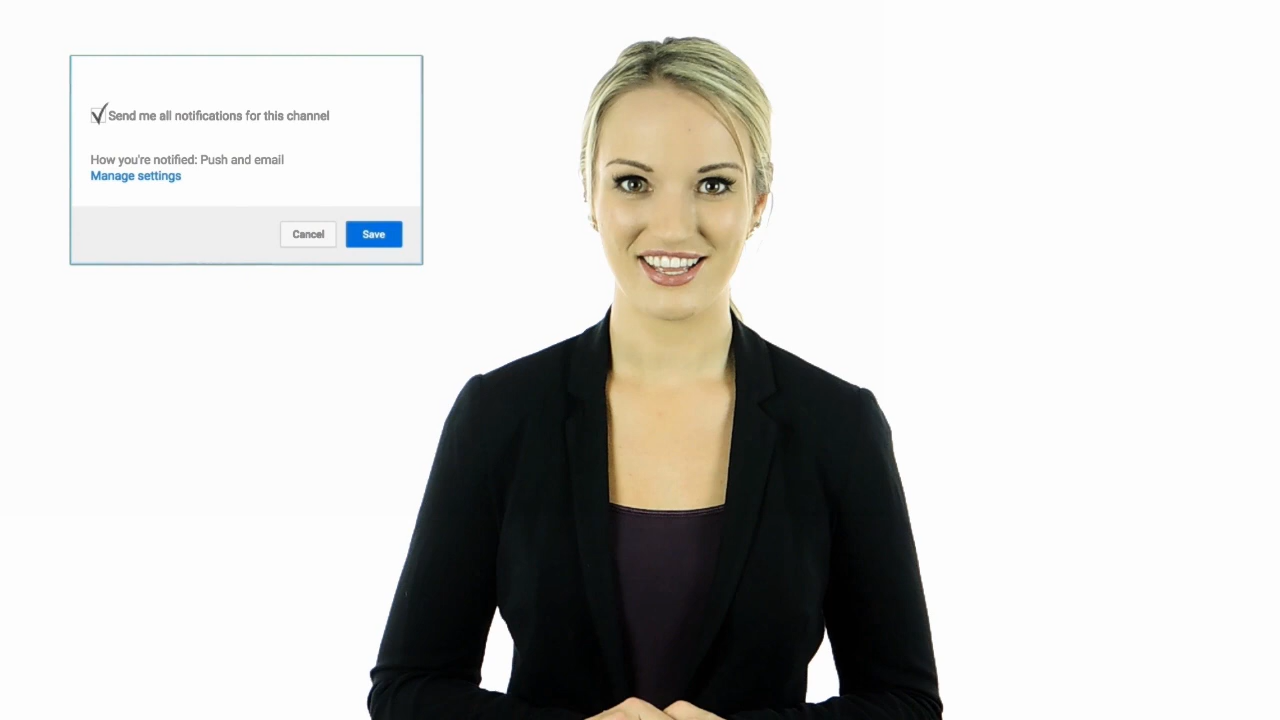 Send me all notifications for this channel
How you're notified: Push and email
Manage settings
Cancel Save